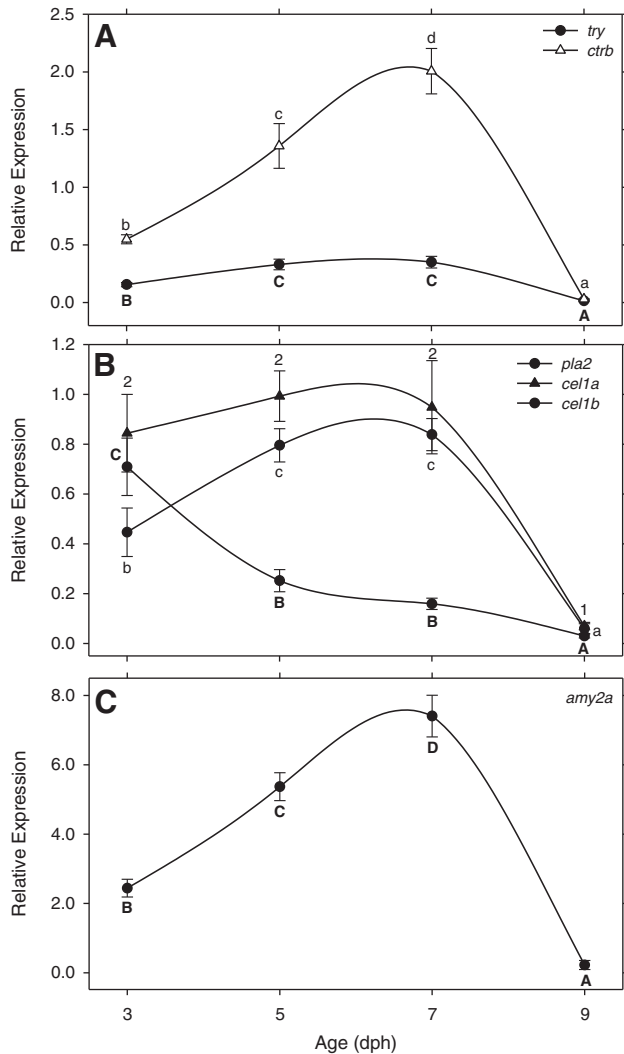 A
try
ctrb
Relative Expression
2.5
2.0
1.5
1.0
0.5
0.0
b
c
d
a
B
C
C
A
B
pla2
cel1a
cel1b
Relative Expression
1.2
1.0
0.8
0.6
0.4
0.2
0.0
2
2
2
1
C
b
c
c
a
B
B
A
C
amy2a
Relative Expression
8.0
6.0
4.0
2.0
0.0
B
C
D
A
3 5 7 9
Age (dph)